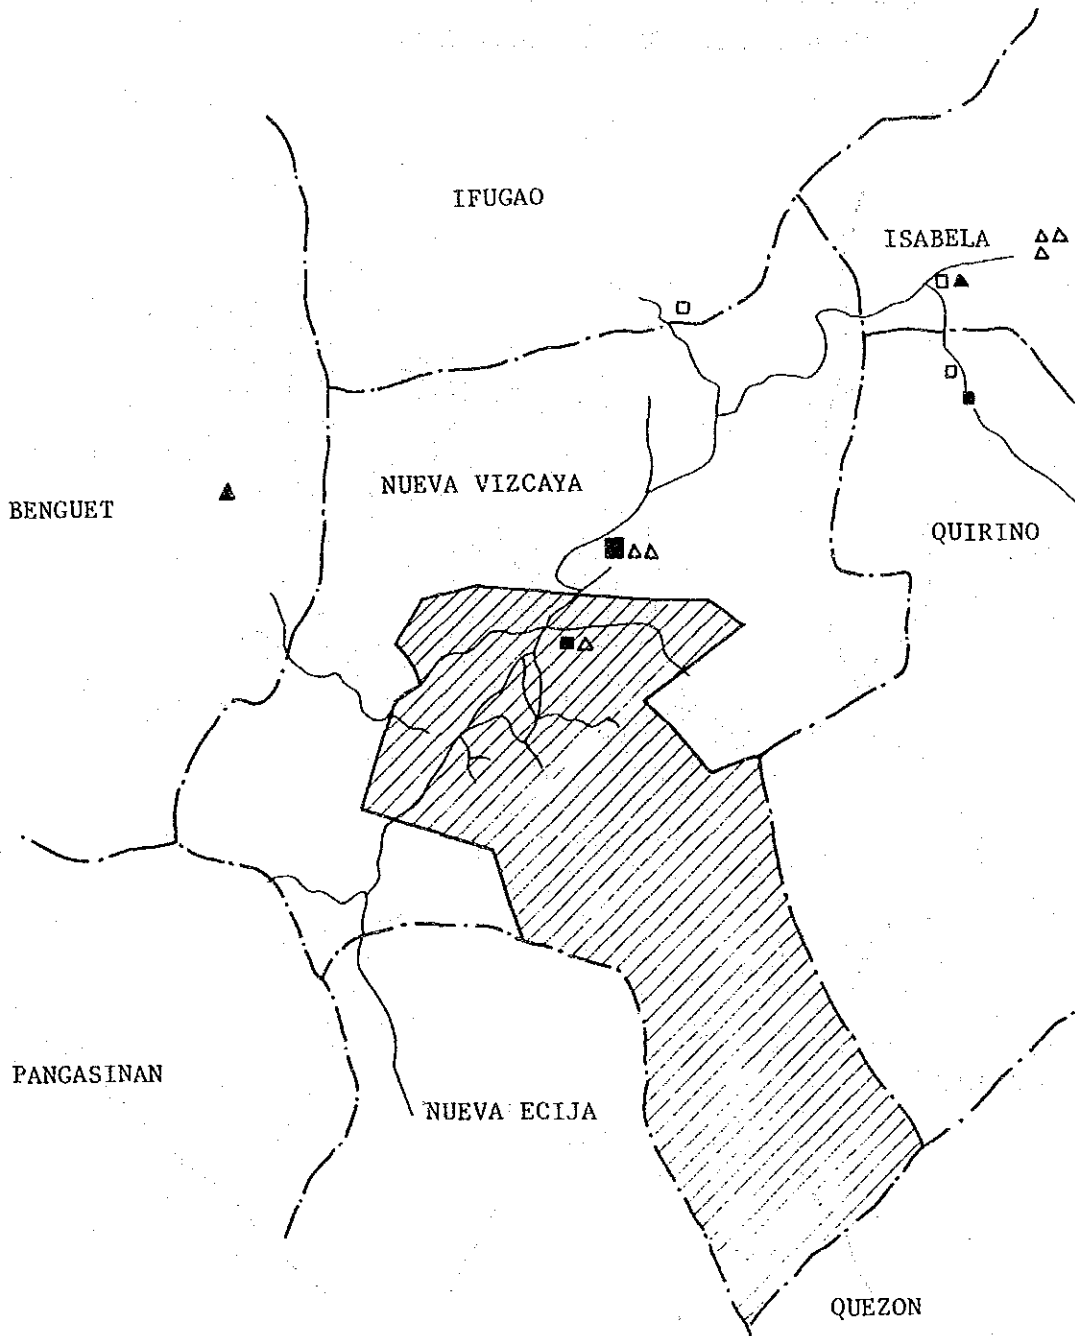 IFUGAO
ISABELA
NUEVA VIZCAYA
BENGUET
QUIRINO
PANGASINAN
NUEVA ECIJA
QUEZON